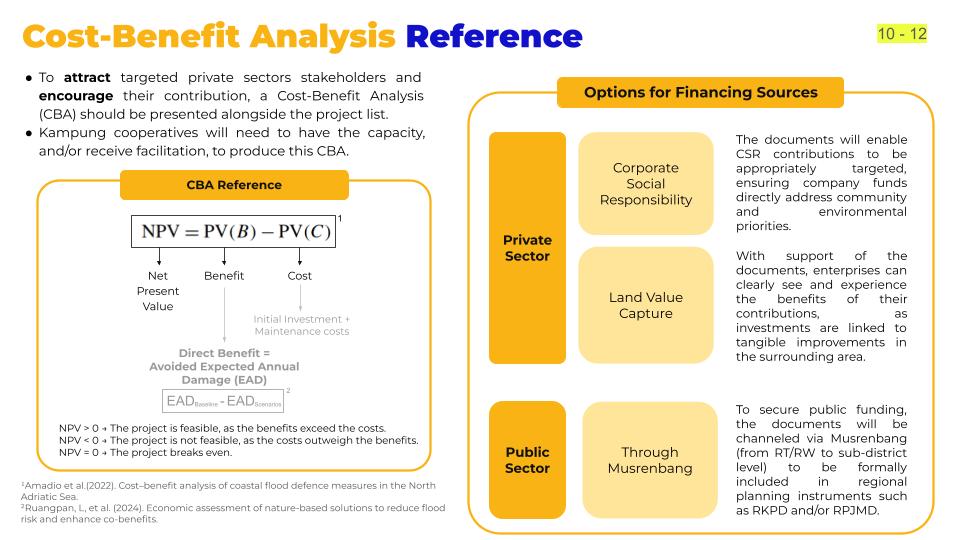 Cost-Benefit Analysis Reference
10 - 12
● To attract targeted private sectors stakeholders and
encourage their contribution, a Cost-Benefit Analysis
(CBA) should be presented alongside the project list.
● Kampung cooperatives will need to have the capacity,
and/or receive facilitation, to produce this CBA.
CBA Reference
NPV = PV(B) − PV(C) 1
Net
Present
Value
Benefit
Cost
Initial Investment +
Maintenance costs
Direct Benefit =
Avoided Expected Annual
Damage (EAD)
EADBaseline - EADScenarios 2
NPV > 0 → The project is feasible, as the benefits exceed the costs.
NPV < 0 → The project is not feasible, as the costs outweigh the benefits.
NPV = 0 → The project breaks even.
¹Amadio et al.(2022). Cost–benefit analysis of coastal flood defence measures in the North
Adriatic Sea.
²Ruangpan, L, et al. (2024). Economic assessment of nature-based solutions to reduce flood
risk and enhance co-benefits.
Options for Financing Sources
Private
Sector
Corporate
Social
Responsibility
The documents will enable
CSR contributions to be
appropriately targeted,
ensuring company funds
directly address community
and environmental
priorities.
Land Value
Capture
With support of the
documents, enterprises can
clearly see and experience
the benefits of their
contributions, as
investments are linked to
tangible improvements in
the surrounding area.
Public
Sector
Through
Musrenbang
To secure public funding,
the documents will be
channeled via Musrenbang
(from RT/RW to sub-district
level) to be formally
included in regional
planning instruments such
as RKPD and/or RPJMD.